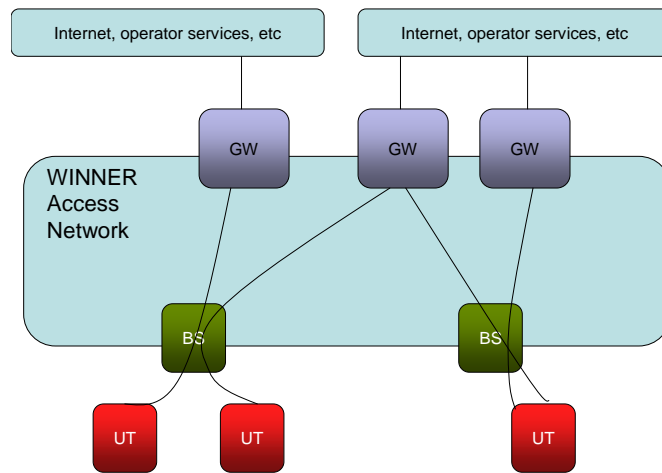 Internet, operator services, etc
Internet, operator services, etc
GW
GW
GW
WINNER
Access
Network
BS
BS
UT
UT
UT